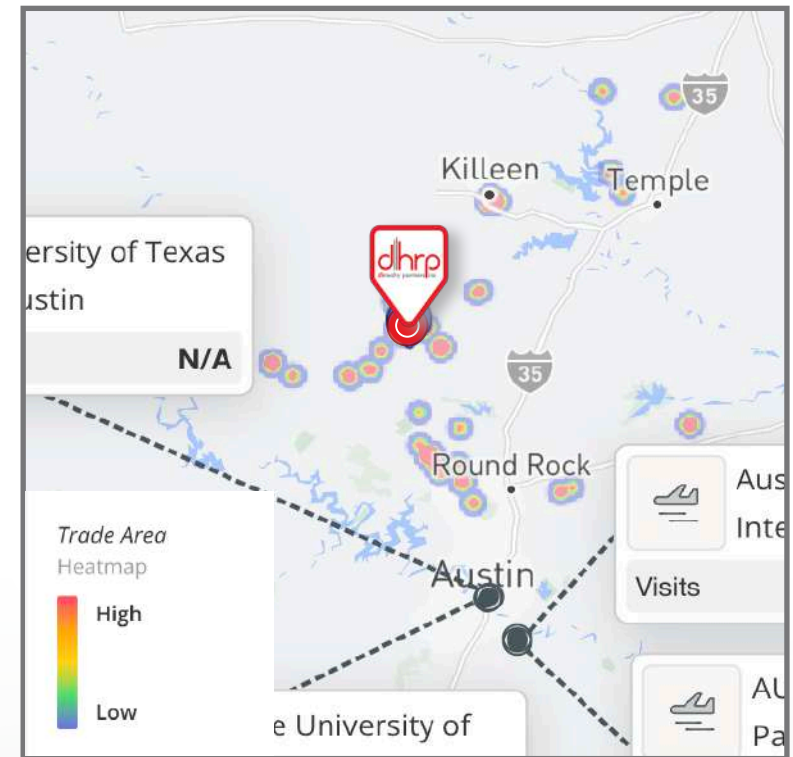 35
Killeen
Temple
dhrp
ersity of Texas
ustin
N/A
35
Round Rock
Aus
Inte
Visits
Trade Area
Heatmap
High
Low
Austin
e University of
AU
Pa